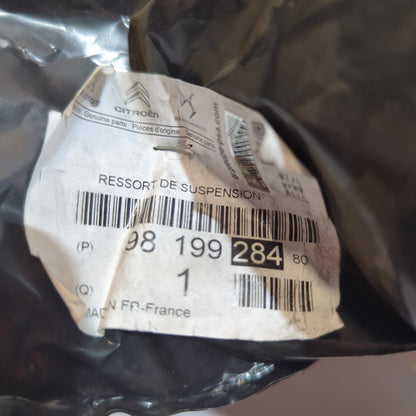 CITROËN
Genuine parts Pièces d'origine
RESSORT DE SUSPENSION
(P) 98 199 284 80
(Q) 1
FR-France